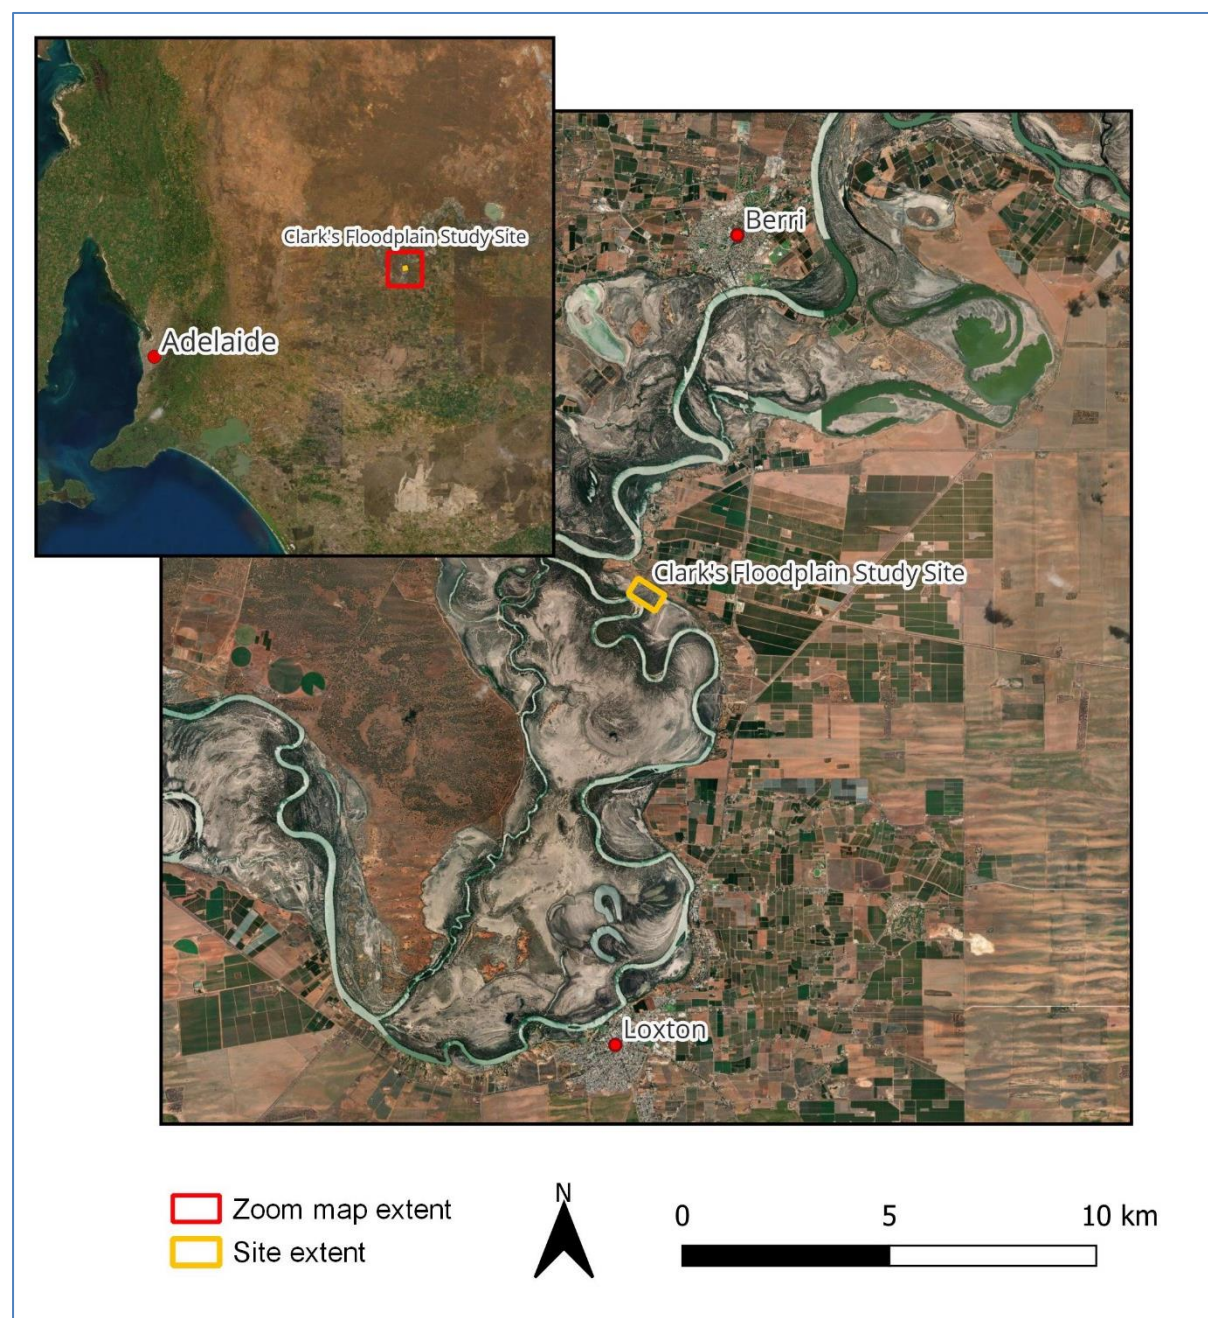 Clark's Floodplain Study Site
Adelaide
Berri
Clark's Floodplain Study Site
Loxton
Zoom map extent
Site extent
N
0 5 10 km